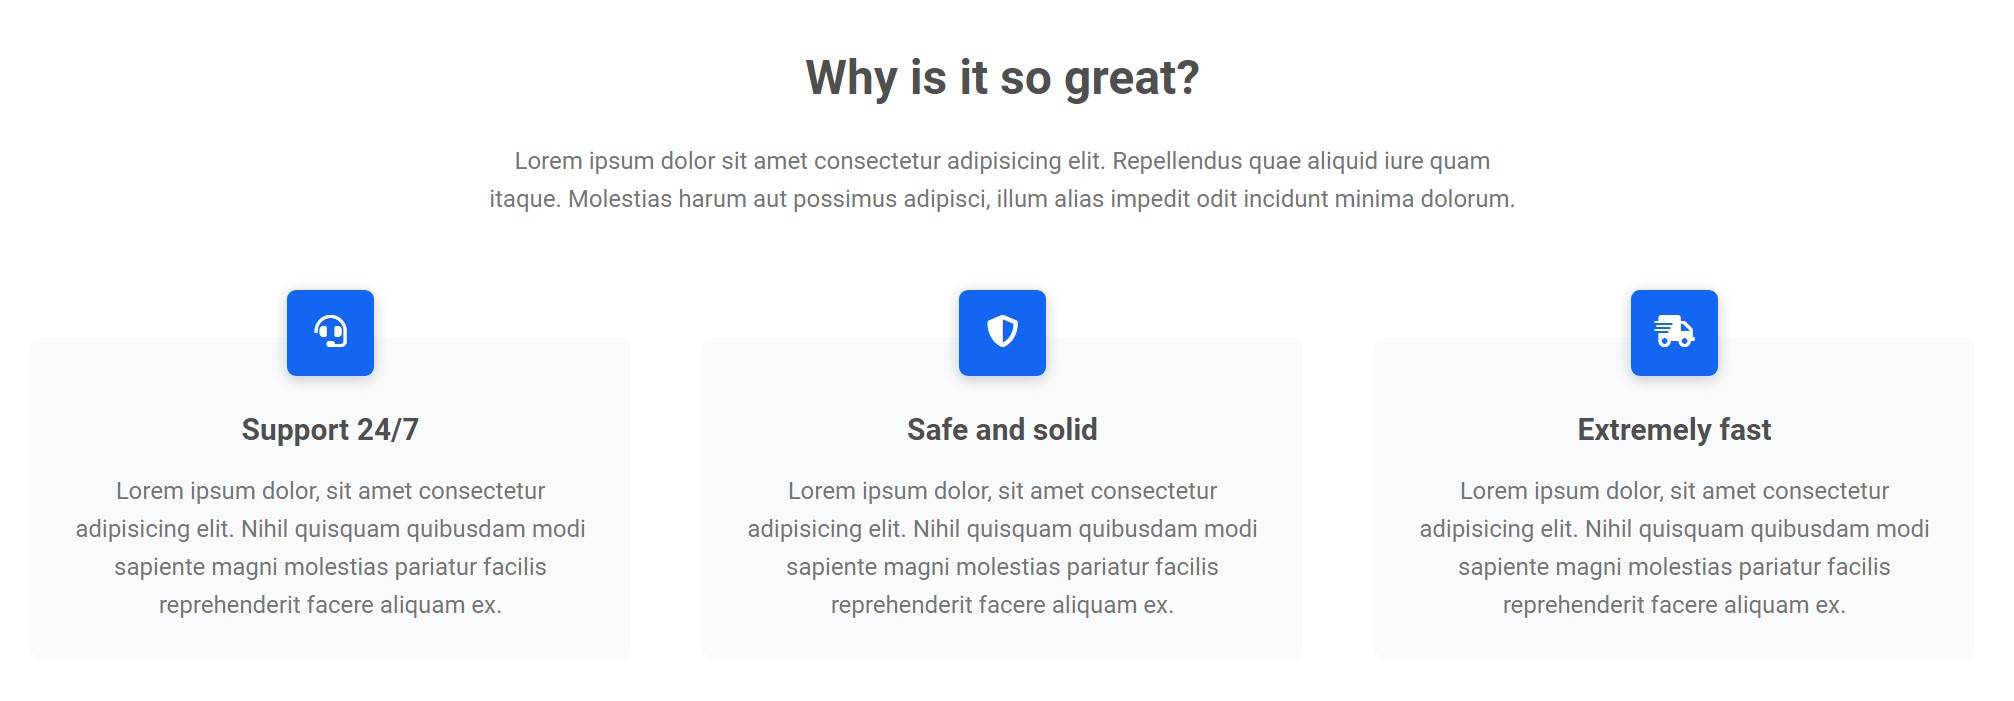 Why is it so great?
Lorem ipsum dolor sit amet consectetur adipisicing elit. Repellendus quae aliquid iure quam
itaque. Molestias harum aut possimus adipisci, illum alias impedit odit incidunt minima dolorum.
Support 24/7
Lorem ipsum dolor, sit amet consectetur
adipisicing elit. Nihil quisquam quibusdam modi
sapiente magni molestias pariatur facilis
reprehenderit facere aliquam ex.
Safe and solid
Lorem ipsum dolor, sit amet consectetur
adipisicing elit. Nihil quisquam quibusdam modi
sapiente magni molestias pariatur facilis
reprehenderit facere aliquam ex.
Extremely fast
Lorem ipsum dolor, sit amet consectetur
adipisicing elit. Nihil quisquam quibusdam modi
sapiente magni molestias pariatur facilis
reprehenderit facere aliquam ex.